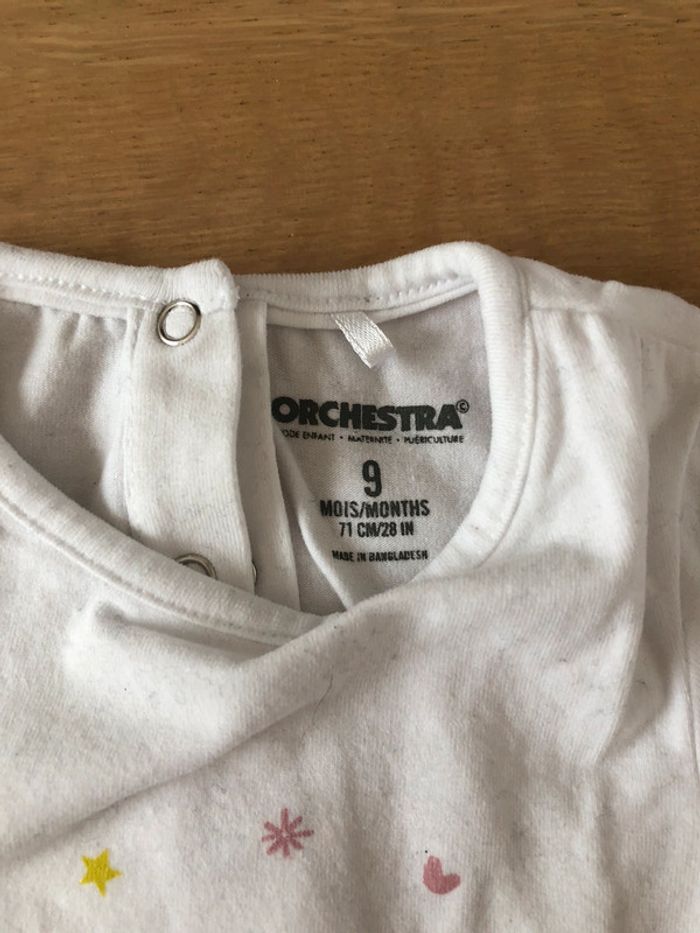 ORCHESTRA©
MODE ENFANT • MATERNITÉ • PUÉRICULTURE
9
MOIS/MONTHS
71 CM/28 IN
MADE IN BANGLADESH